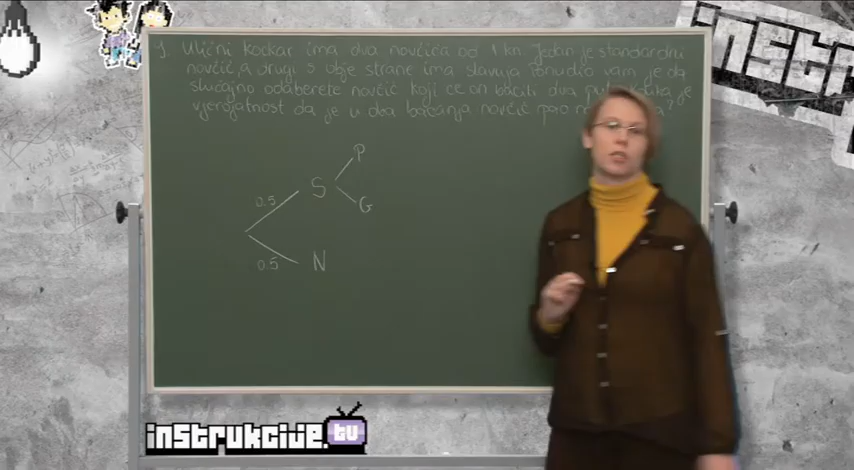 1. Ulični kockar ima dva novčića od 1 kn. Jedan je standardni
novčić, a drugi s obje strane ima slavuja. Ponudio vam je da
slučajno odaberete novčić koji će on baciti dva puta. Kolika je
vjerojatnost da je u dva bacanja novčić pao na
P
0.5 S
G
0.5 N
instrukcije.tv